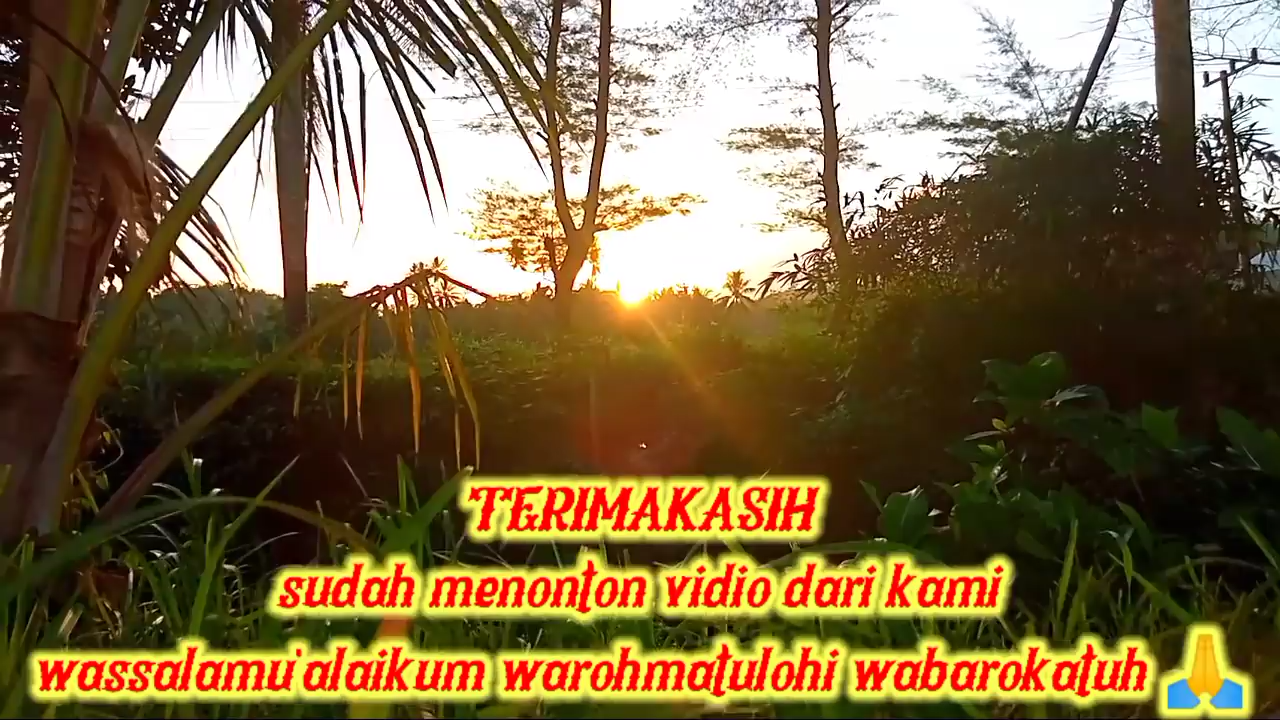 TERIMAKASIH
sudah menonton vidio dari kami
wassalamu'alaikum warohmatulohi wabarokatuh 🙏